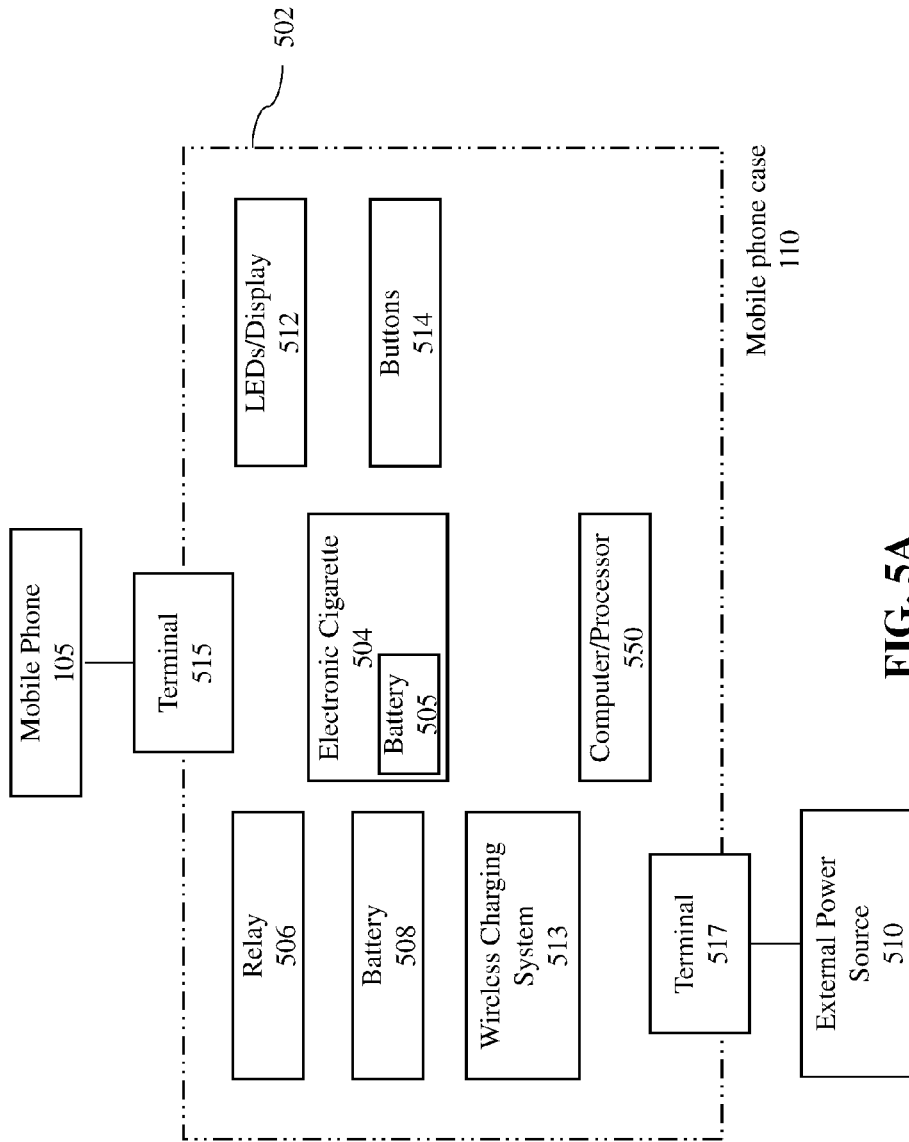 Mobile Phone
105
Terminal
515
502
Relay
506
Battery
508
Wireless Charging
System
513
Electronic Cigarette
504
Battery
505
Computer/Processor
550
LEDs/Display
512
Buttons
514
Terminal
517
External Power
Source
510
Mobile phone case
110
FIG. 5A